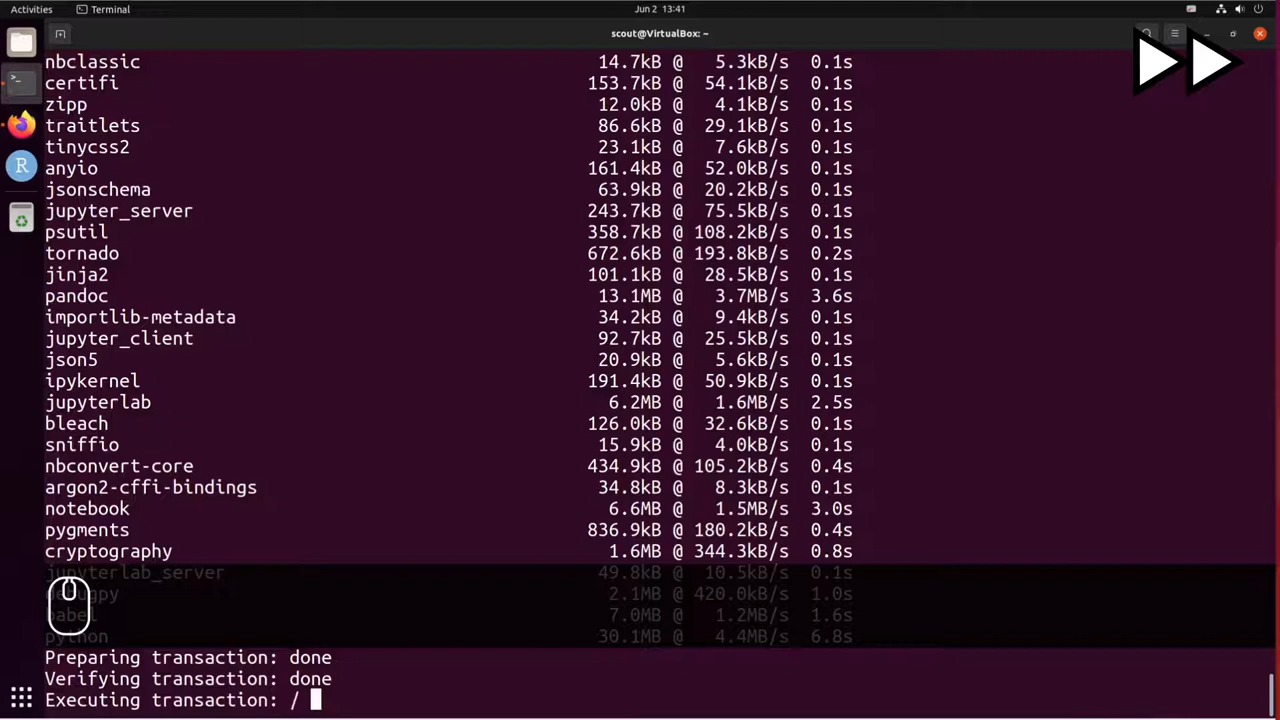 Activities Terminal Jun 2 13:41
scout@VirtualBox: ~
nbclassic 14.7kB @ 5.3kB/s 0.1s
certifi 153.7kB @ 54.1kB/s 0.1s
zipp 12.0kB @ 4.1kB/s 0.1s
traitlets 86.6kB @ 29.1kB/s 0.1s
tinycss2 23.1kB @ 7.6kB/s 0.1s
anyio 161.4kB @ 52.0kB/s 0.1s
jsonschema 63.9kB @ 20.2kB/s 0.1s
jupyter_server 243.7kB @ 75.5kB/s 0.1s
psutil 358.7kB @ 108.2kB/s 0.1s
tornado 672.6kB @ 193.8kB/s 0.2s
jinja2 101.1kB @ 28.5kB/s 0.1s
pandoc 13.1MB @ 3.7MB/s 3.6s
importlib-metadata 34.2kB @ 9.4kB/s 0.1s
jupyter_client 92.7kB @ 25.5kB/s 0.1s
json5 20.9kB @ 5.6kB/s 0.1s
ipykernel 191.4kB @ 50.9kB/s 0.1s
jupyterlab 6.2MB @ 1.6MB/s 2.5s
bleach 126.0kB @ 32.6kB/s 0.1s
sniffio 15.9kB @ 4.0kB/s 0.1s
nbconvert-core 434.9kB @ 105.2kB/s 0.4s
argon2-cffi-bindings 34.8kB @ 8.3kB/s 0.1s
notebook 6.6MB @ 1.5MB/s 3.0s
pygments 836.9kB @ 180.2kB/s 0.4s
cryptography 1.6MB @ 344.3kB/s 0.8s
jupyterlab_server 49.8kB @ 10.5kB/s 0.1s
debugpy 2.1MB @ 420.0kB/s 1.0s
babel 7.0MB @ 1.2MB/s 1.6s
python 30.1MB @ 4.4MB/s 6.8s
Preparing transaction: done
Verifying transaction: done
Executing transaction: /